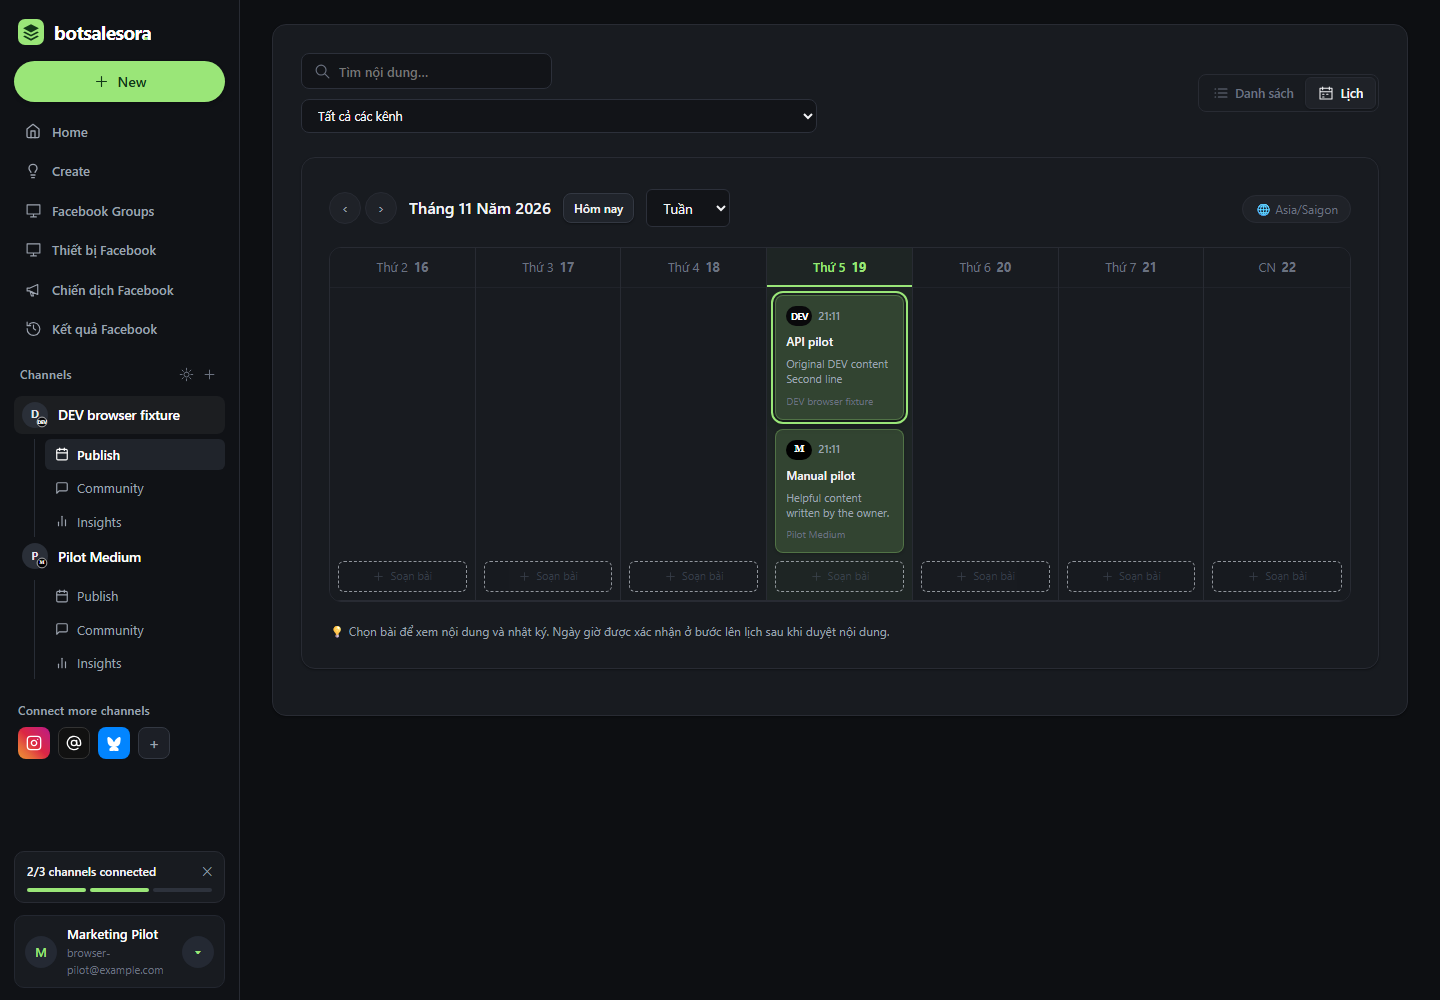 botsalesora
+ New
Home
Create
Facebook Groups
Thiết bị Facebook
Chiến dịch Facebook
Kết quả Facebook
Channels
D
DEV
DEV browser fixture
Publish
Community
Insights
P
M
Pilot Medium
Publish
Community
Insights
Connect more channels
+
2/3 channels connected
M
Marketing Pilot
browser-
pilot@example.com
Tìm nội dung...
Tất cả các kênh
Danh sách
Lịch
‹ › Tháng 11 Năm 2026
Hôm nay
Tuần
Asia/Saigon
Thứ 2 16
Thứ 3 17
Thứ 4 18
Thứ 5 19
Thứ 6 20
Thứ 7 21
CN 22
DEV 21:11
API pilot
Original DEV content
Second line
DEV browser fixture
M 21:11
Manual pilot
Helpful content
written by the owner.
Pilot Medium
+ Soạn bài
+ Soạn bài
+ Soạn bài
+ Soạn bài
+ Soạn bài
+ Soạn bài
+ Soạn bài
Chọn bài để xem nội dung và nhật ký. Ngày giờ được xác nhận ở bước lên lịch sau khi duyệt nội dung.